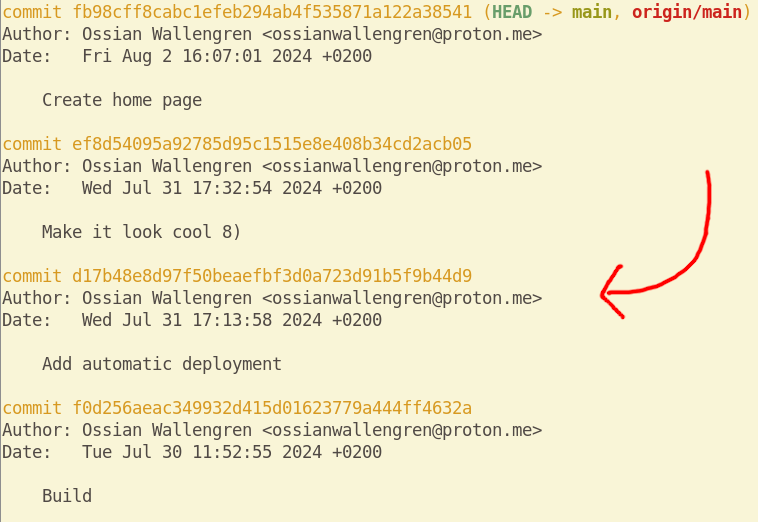 commit fb98cff8cabc1efeb294ab4f535871a122a38541 (HEAD -> main, origin/main)
Author: Ossian Wallengren <ossianwallengren@proton.me>
Date:   Fri Aug 2 16:07:01 2024 +0200
Create home page
commit ef8d54095a92785d95c1515e8e408b34cd2acb05
Author: Ossian Wallengren <ossianwallengren@proton.me>
Date:   Wed Jul 31 17:32:54 2024 +0200
Make it look cool 8)
commit d17b48e8d97f50beaefbf3d0a723d91b5f9b44d9
Author: Ossian Wallengren <ossianwallengren@proton.me>
Date:   Wed Jul 31 17:13:58 2024 +0200
Add automatic deployment
commit f0d256aeac349932d415d01623779a444ff4632a
Author: Ossian Wallengren <ossianwallengren@proton.me>
Date:   Tue Jul 30 11:52:55 2024 +0200
Build